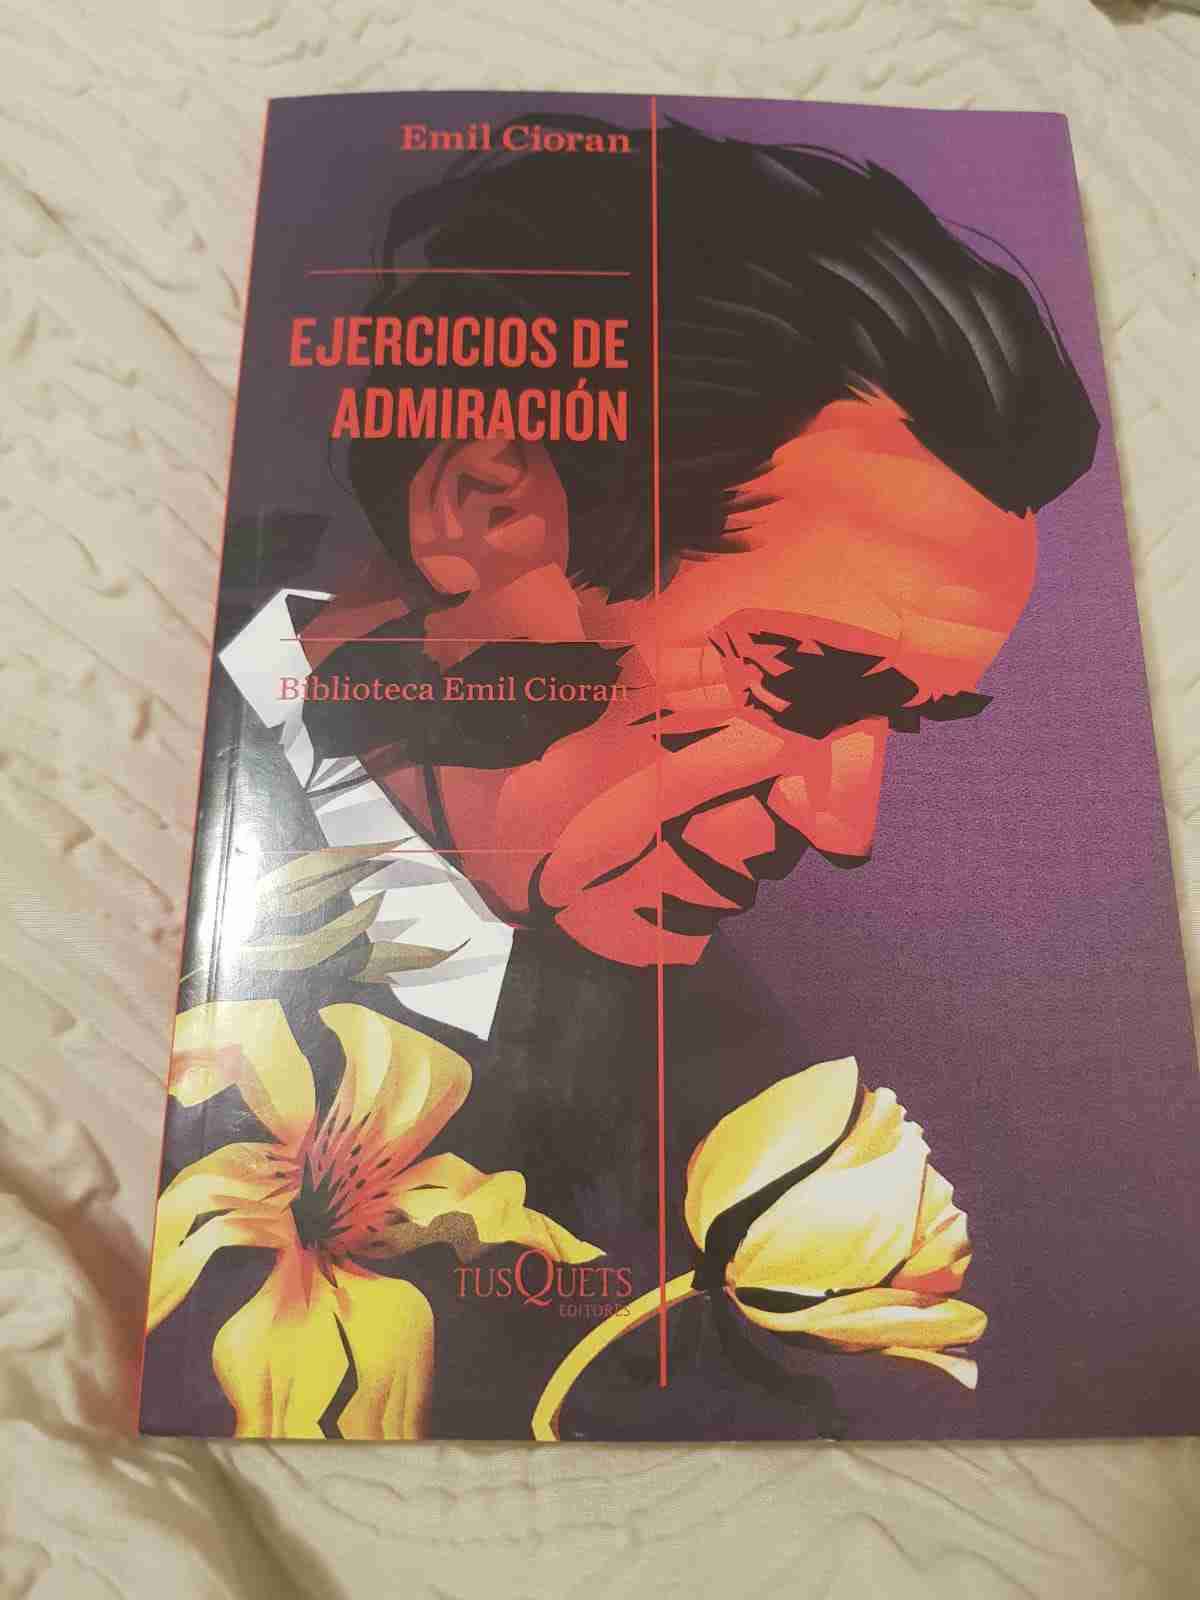 Emil Cioran
EJERCICIOS DE
ADMIRACIÓN
Biblioteca Emil Cioran
TUSQUETS
EDITORES